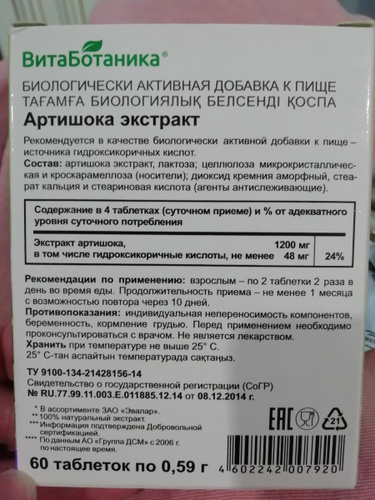 ВитаБотаника®
БИОЛОГИЧЕСКИ АКТИВНАЯ ДОБАВКА К ПИЩЕ
ТАҒАМҒА БИОЛОГИЯЛЫҚ БЕЛСЕНДІ ҚОСПА
Артишока экстракт
Рекомендуется в качестве биологически активной добавки к пище –
источника гидроксикоричных кислот.
Состав: артишока экстракт, лактоза; целлюлоза микрокристалличес-
кая и кроскарамеллоза (носители); диоксид кремния аморфный, стеа-
рат кальция и стеариновая кислота (агенты антислеживающие).
Содержание в 4 таблетках (суточном приеме) и % от адекватного
уровня суточного потребления
Экстракт артишока, 1200 мг
в том числе гидроксикоричные кислоты, не менее 48 мг 24%
Рекомендации по применению: взрослым – по 2 таблетки 2 раза в
день во время еды. Продолжительность приема – не менее 1 месяца
с возможностью повтора через 10 дней.
Противопоказания: индивидуальная непереносимость компонентов,
беременность, кормление грудью. Перед применением необходимо
проконсультироваться с врачом. Не является лекарством.
Хранить при температуре не выше 25° С.
25° С-тан аспайтын температурада сақтаңыз.
ТУ 9100-134-21428156-14
Свидетельство о государственной регистрации (СоГР)
№ RU.77.99.11.003.E.011885.12.14 от 08.12.2014 г.
* В ассортименте ЗАО «Эвалар».
** 100% натуральный экстракт.
*** Информация подтверждена Добровольной
сертификацией.
**** По данным АО «Группа ДСМ» с 2006 г.
по настоящее время.
EAC
21
60 таблеток по 0,59 г
4 602242 007920